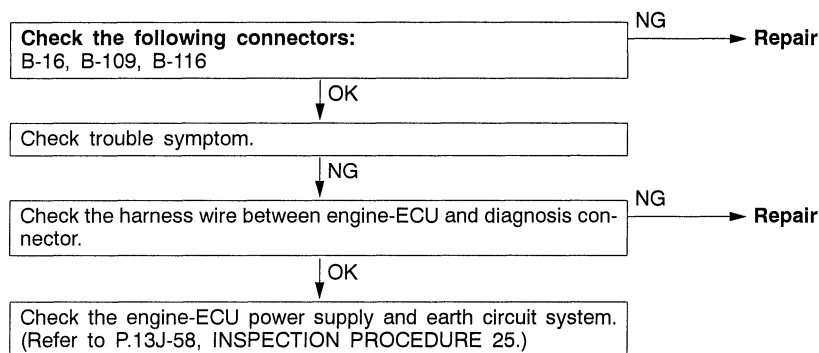 Check the following connectors:
B-16, B-109, B-116
NG
Repair
OK
Check trouble symptom.
NG
Check the harness wire between engine-ECU and diagnosis con-
nector.
NG
Repair
OK
Check the engine-ECU power supply and earth circuit system.
(Refer to P.13J-58, INSPECTION PROCEDURE 25.)